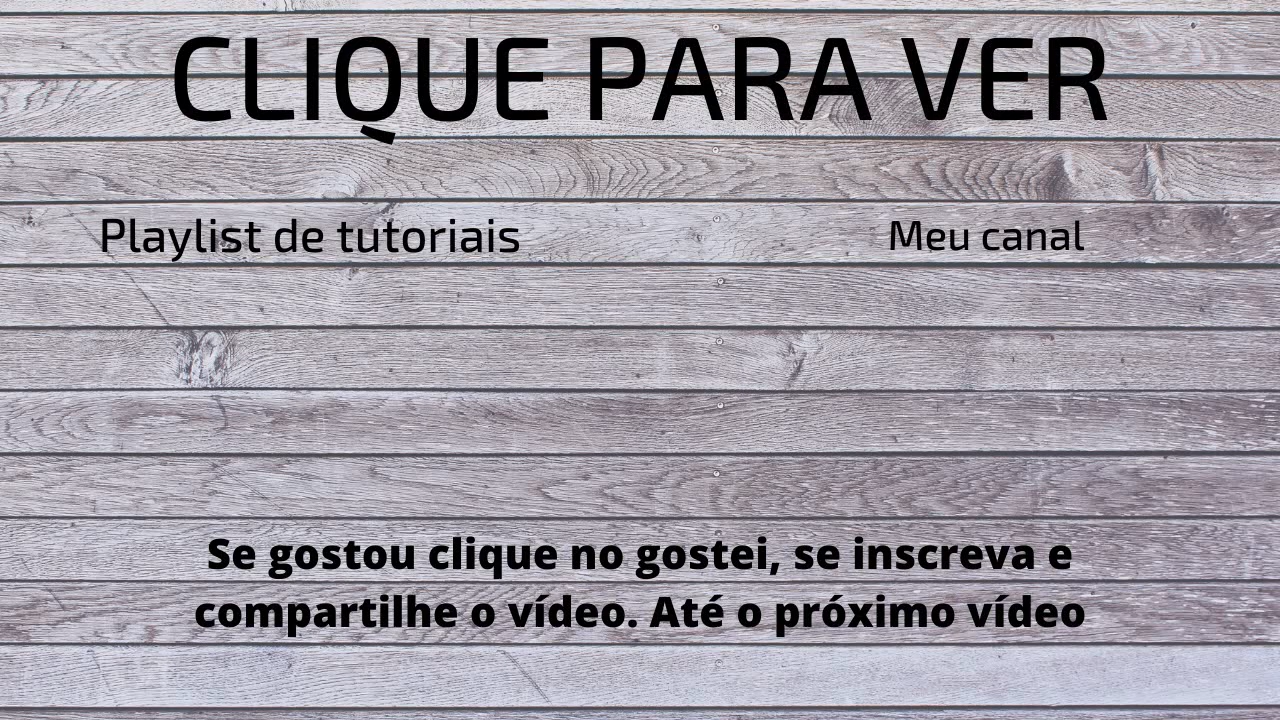 CLIQUE PARA VER
Playlist de tutoriais
Meu canal
Se gostou clique no gostei, se inscreva e
compartilhe o vídeo. Até o próximo vídeo